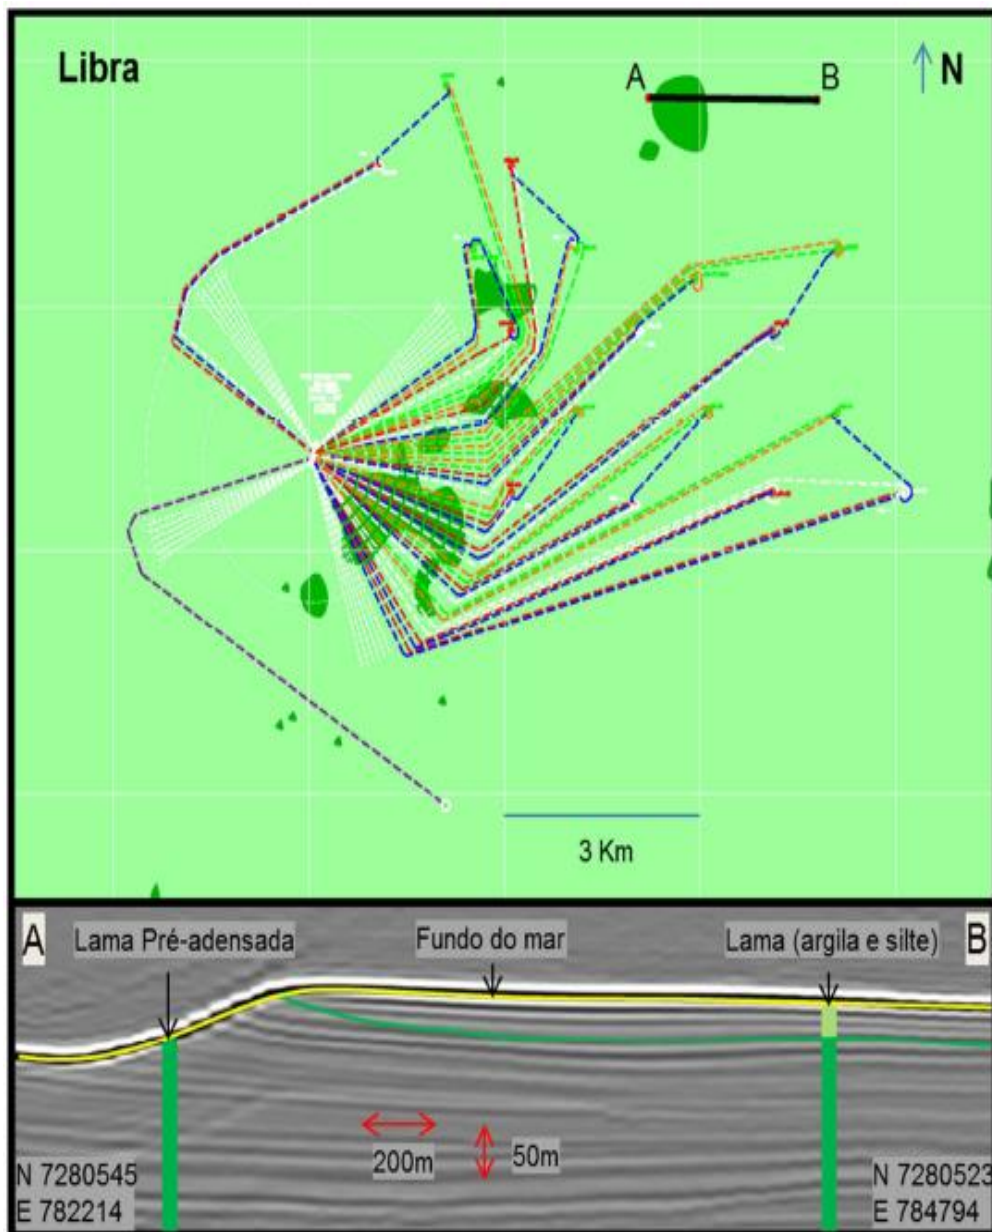 Libra
A
B
N
3 Km
A
Lama Pré-adensada
Fundo do mar
Lama (argila e silte)
B
200m
50m
N 7280545
E 782214
N 7280523
E 784794